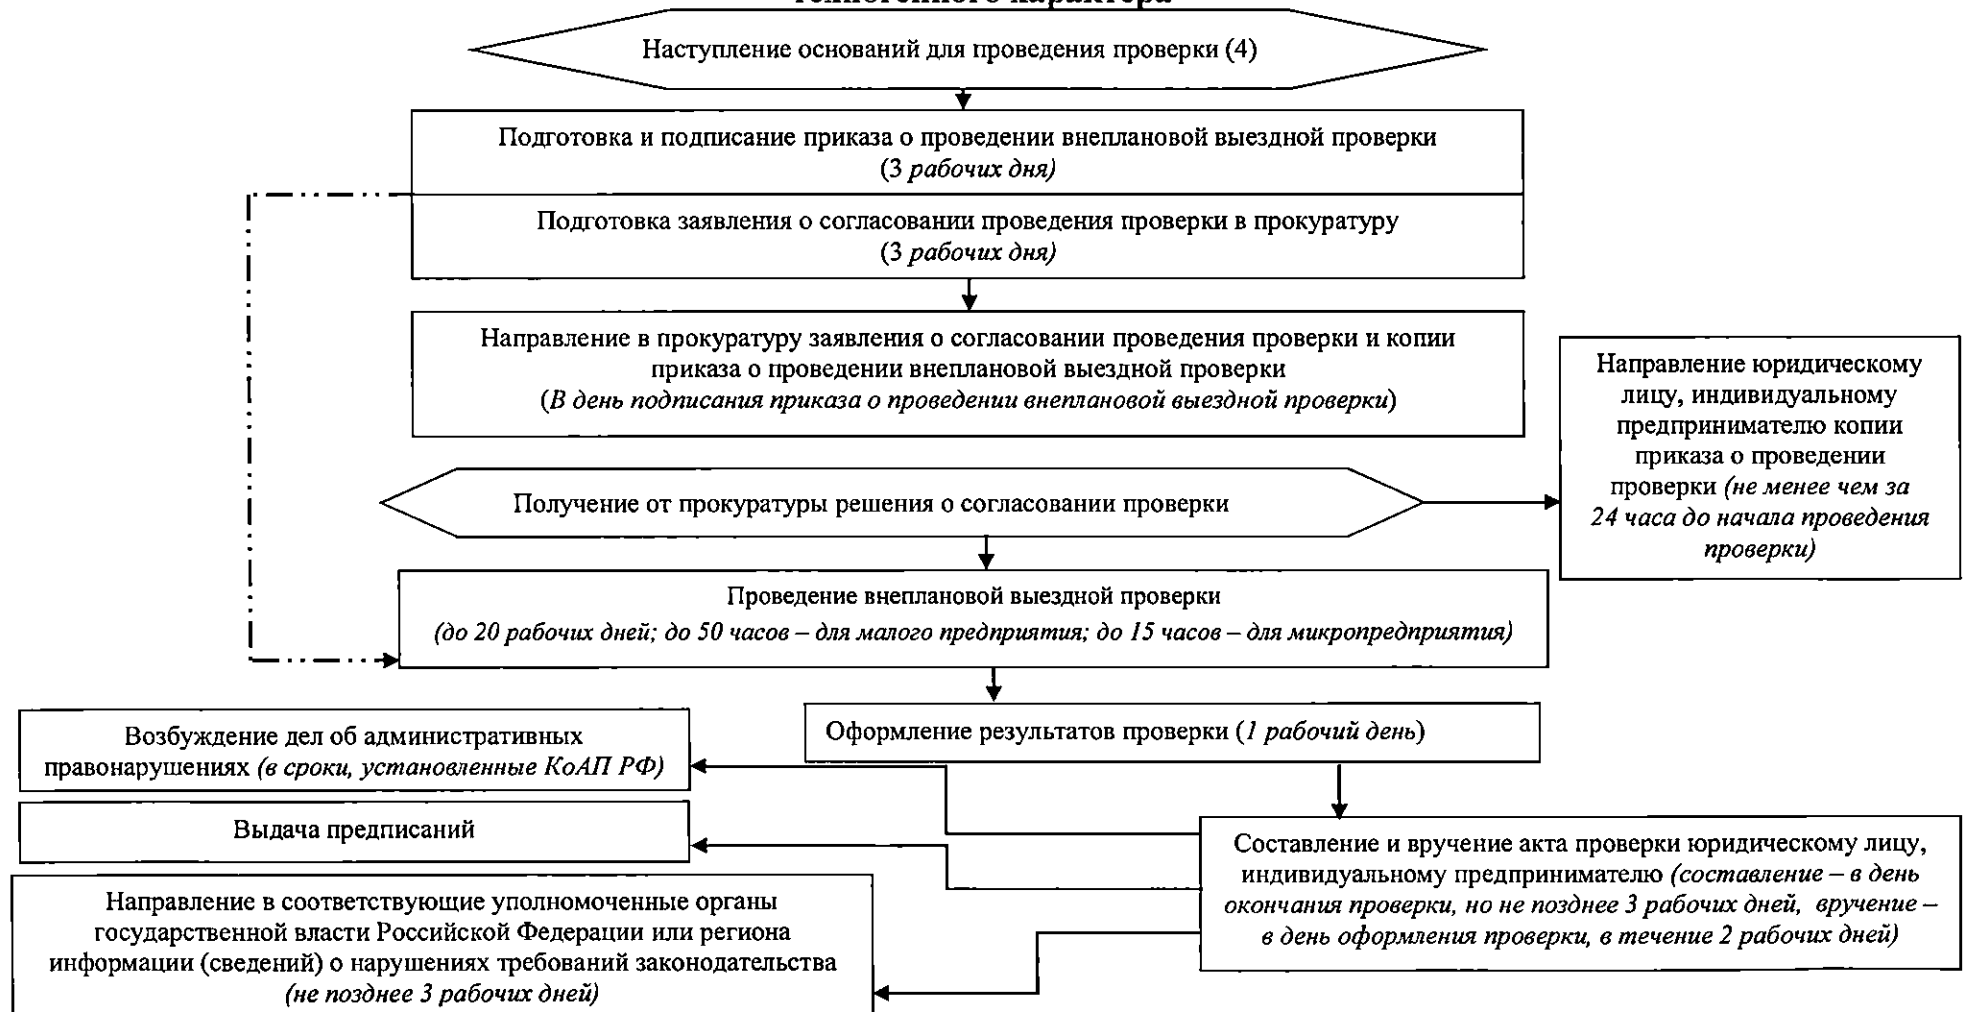 техногенного характера
Наступление оснований для проведения проверки (4)
Подготовка и подписание приказа о проведении внеплановой выездной проверки
(3 рабочих дня)
Подготовка заявления о согласовании проведения проверки в прокуратуру
(3 рабочих дня)
Направление в прокуратуру заявления о согласовании проведения проверки и копии
приказа о проведении внеплановой выездной проверки
(В день подписания приказа о проведении внеплановой выездной проверки)
Направление юридическому
лицу, индивидуальному
предпринимателю копии
приказа о проведении
проверки (не менее чем за
24 часа до начала проведения
проверки)
Получение от прокуратуры решения о согласовании проверки
Проведение внеплановой выездной проверки
(до 20 рабочих дней; до 50 часов – для малого предприятия; до 15 часов – для микропредприятия)
Оформление результатов проверки (1 рабочий день)
Возбуждение дел об административных
правонарушениях (в сроки, установленные КоАП РФ)
Выдача предписаний
Составление и вручение акта проверки юридическому лицу,
индивидуальному предпринимателю (составление – в день
окончания проверки, но не позднее 3 рабочих дней, вручение –
в день оформления проверки, в течение 2 рабочих дней)
Направление в соответствующие уполномоченные органы
государственной власти Российской Федерации или региона
информации (сведений) о нарушениях требований законодательства
(не позднее 3 рабочих дней)